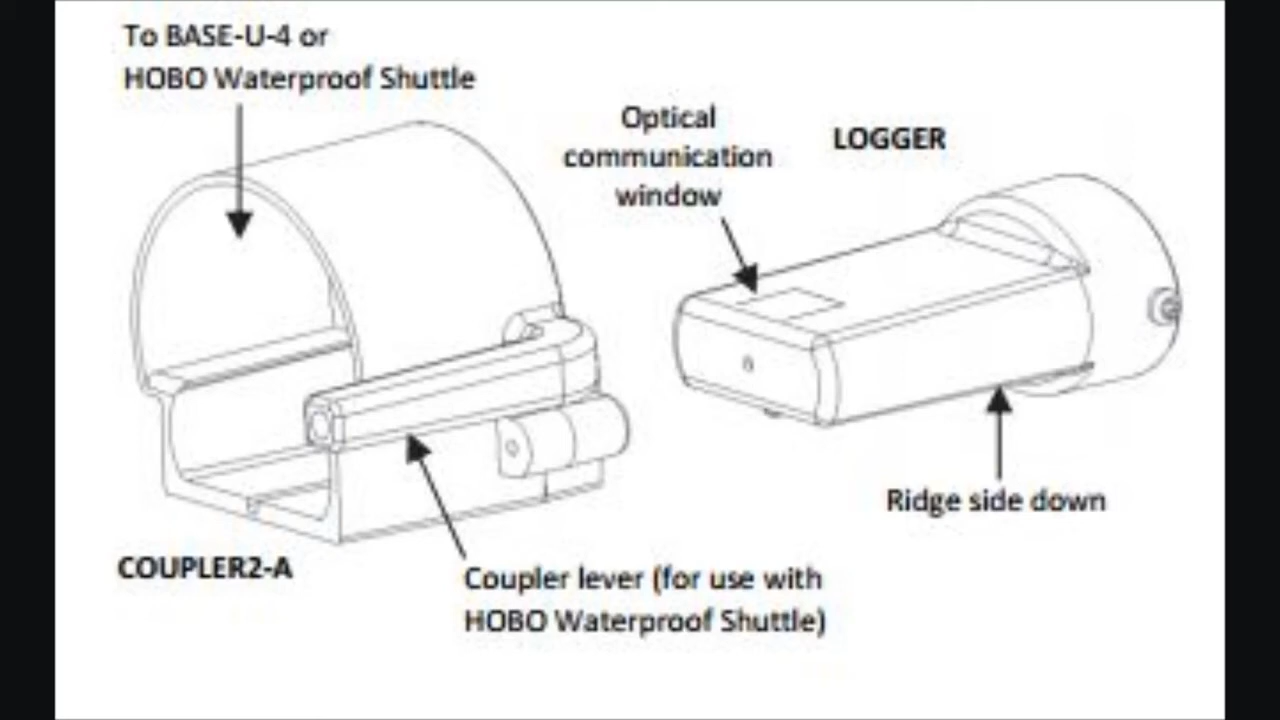 To BASE-U-4 or
HOBO Waterproof Shuttle
Optical
communication
window
LOGGER
Ridge side down
COUPLER2-A
Coupler lever (for use with
HOBO Waterproof Shuttle)